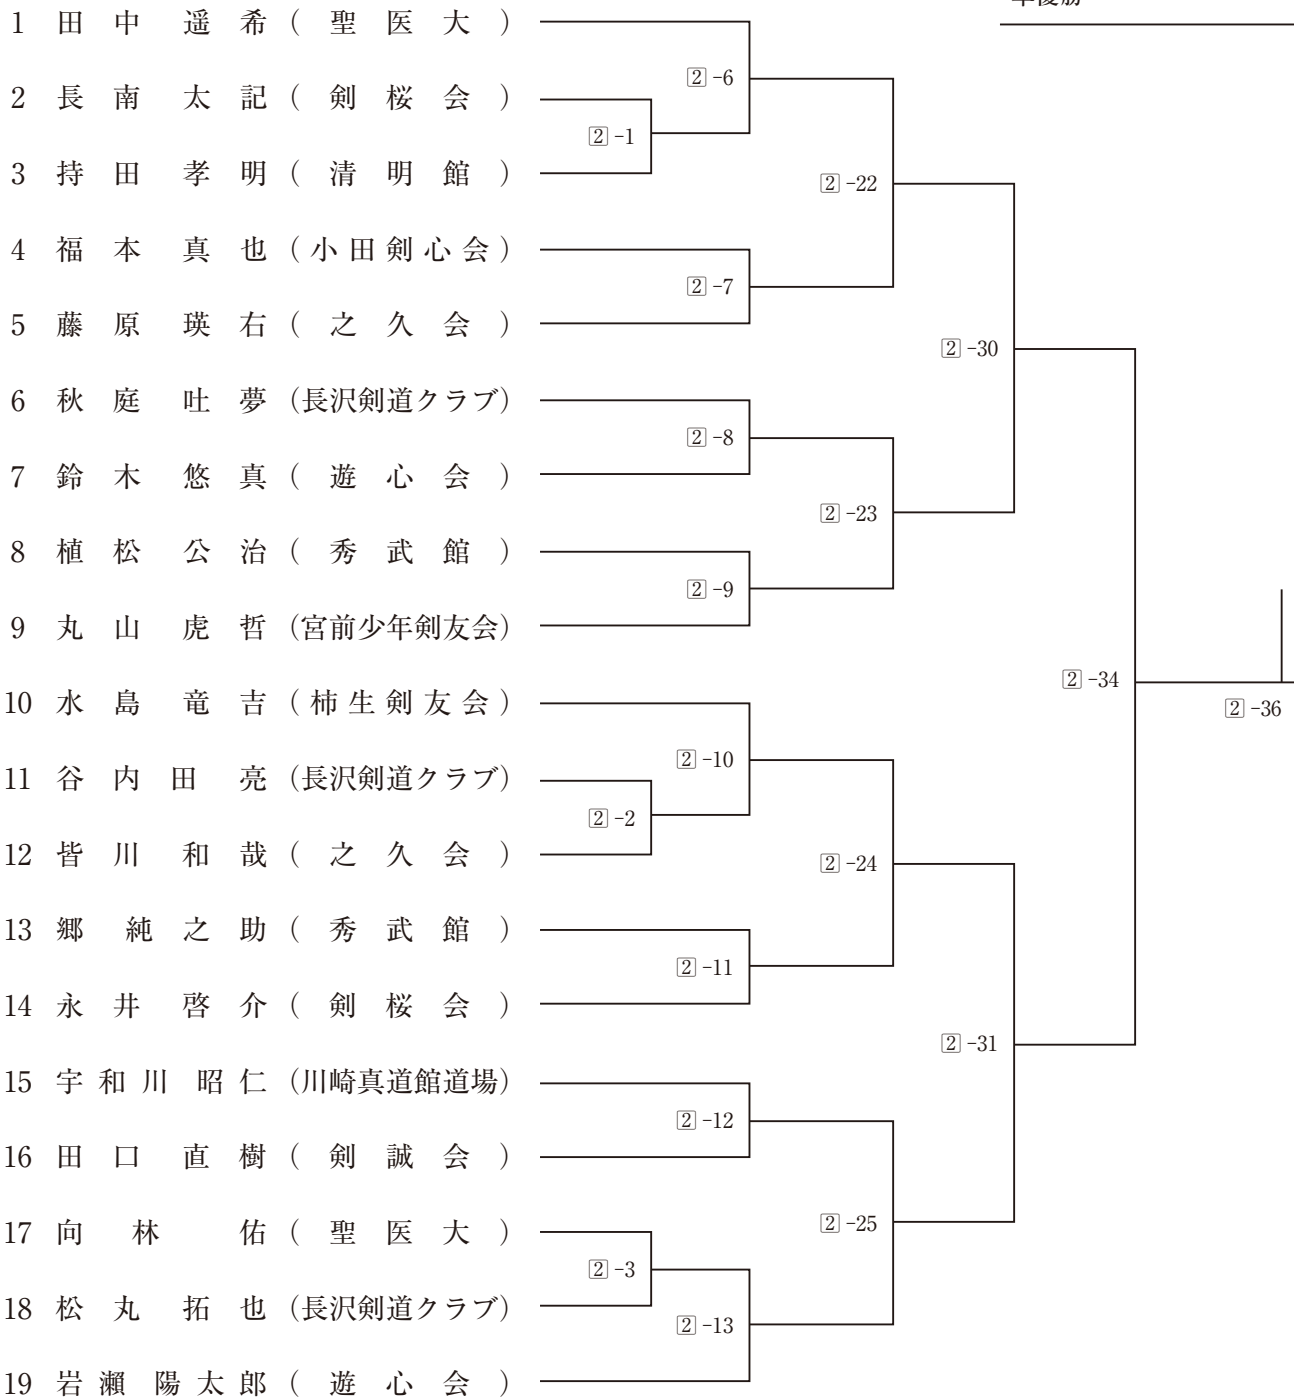 準優勝
1 田中 遥希 (聖医大)
2-6
2 長南 太記 (剣桜会)
2-1
3 持田 孝明 (清明館)
2-22
4 福本 真也 (小田剣心会)
2-7
5 藤原 瑛右 (之久会)
2-30
6 秋庭 吐夢 (長沢剣道クラブ)
2-8
7 鈴木 悠真 (遊心会)
2-23
8 植松 公治 (秀武館)
2-9
9 丸山 虎哲 (宮前少年剣友会)
2-34
10 水島 竜吉 (柿生剣友会)
2-36
2-10
11 谷内田 亮 (長沢剣道クラブ)
2-2
12 皆川 和哉 (之久会)
2-24
13 郷 純之助 (秀武館)
2-11
14 永井 啓介 (剣桜会)
2-31
15 宇和川 昭仁 (川崎真道館道場)
2-12
16 田口 直樹 (剣誠会)
2-25
17 向林 佑 (聖医大)
2-3
18 松丸 拓也 (長沢剣道クラブ)
2-13
19 岩瀬 陽太郎 (遊心会)